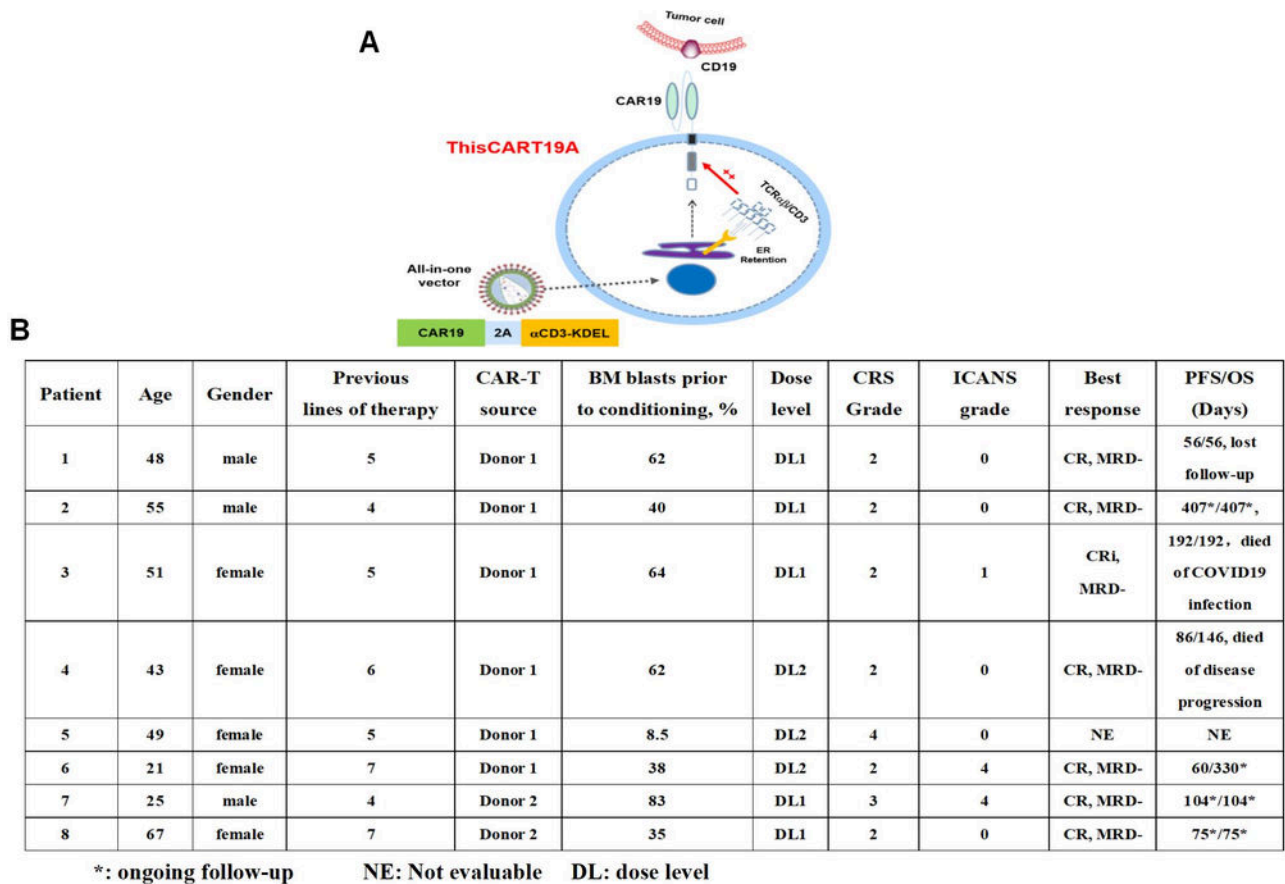 A
Tumor cell
CD19
CAR19
ThisCART19A
TCRαβ/CD3
ER
Retention
All-in-one
vector
CAR19 2A αCD3-KDEL
B
Patient Age Gender Previous lines of therapy CAR-T source BM blasts prior to conditioning, % Dose level CRS Grade ICANS grade Best response PFS/OS (Days)
1 48 male 5 Donor 1 62 DL1 2 0 CR, MRD- 56/56, lost follow-up
2 55 male 4 Donor 1 40 DL1 2 0 CR, MRD- 407*/407*,
3 51 female 5 Donor 1 64 DL1 2 1 CRi, MRD- 192/192，died of COVID19 infection
4 43 female 6 Donor 1 62 DL2 2 0 CR, MRD- 86/146, died of disease progression
5 49 female 5 Donor 1 8.5 DL2 4 0 NE NE
6 21 female 7 Donor 1 38 DL2 2 4 CR, MRD- 60/330*
7 25 male 4 Donor 2 83 DL1 3 4 CR, MRD- 104*/104*
8 67 female 7 Donor 2 35 DL1 2 0 CR, MRD- 75*/75*
*: ongoing follow-up NE: Not evaluable DL: dose level